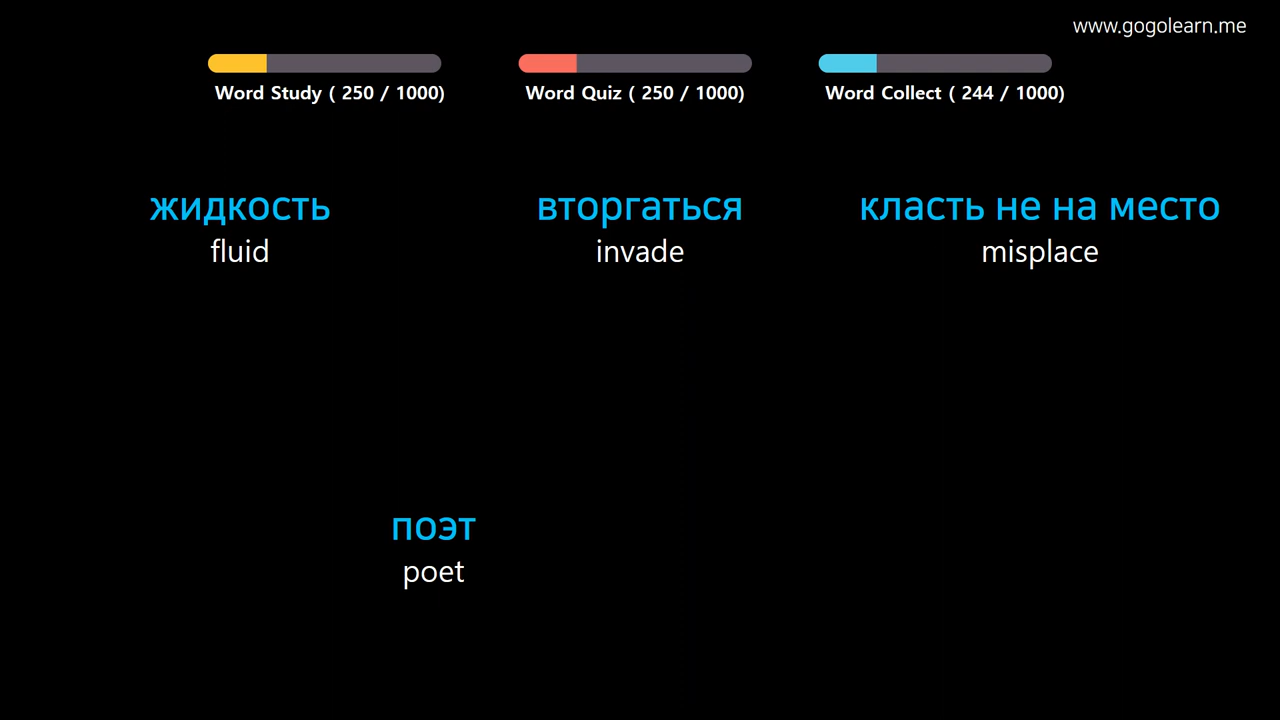 www.gogolearn.me
Word Study ( 250 / 1000)
Word Quiz ( 250 / 1000)
Word Collect ( 244 / 1000)
жидкость
fluid
вторгаться
invade
класть не на место
misplace
поэт
poet